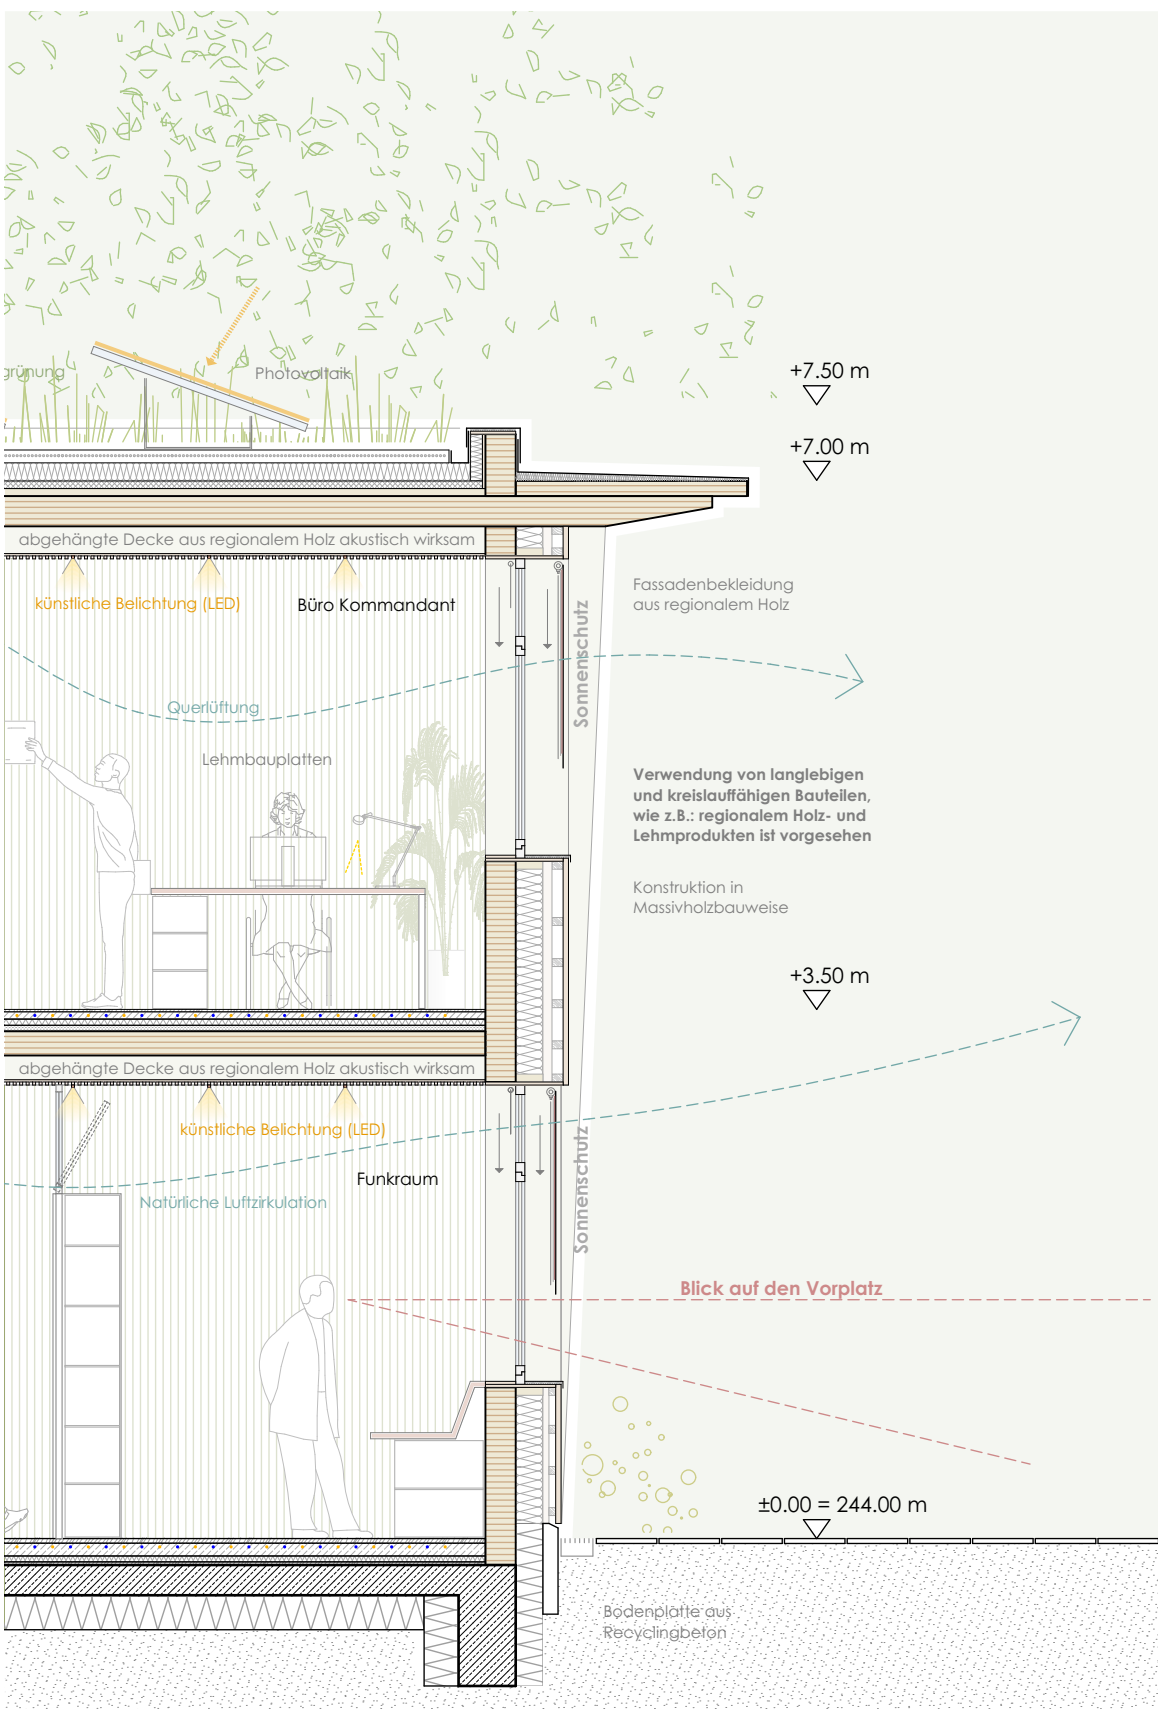 +7.50 m
grünung
Photovoltaik
+7.00 m
abgehängte Decke aus regionalem Holz akustisch wirksam
künstliche Belichtung (LED)
Büro Kommandant
Sonnenschutz
Fassadenbekleidung
aus regionalem Holz
Querlüftung
Lehmbauplatten
Verwendung von langlebigen
und kreislauffähigen Bauteilen,
wie z.B.: regionalem Holz- und
Lehmprodukten ist vorgesehen
Konstruktion in
Massivholzbauweise
+3.50 m
abgehängte Decke aus regionalem Holz akustisch wirksam
künstliche Belichtung (LED)
Sonnenschutz
Funkraum
Natürliche Luftzirkulation
Blick auf den Vorplatz
±0.00 = 244.00 m
Bodenplatte aus
Recyclingbeton